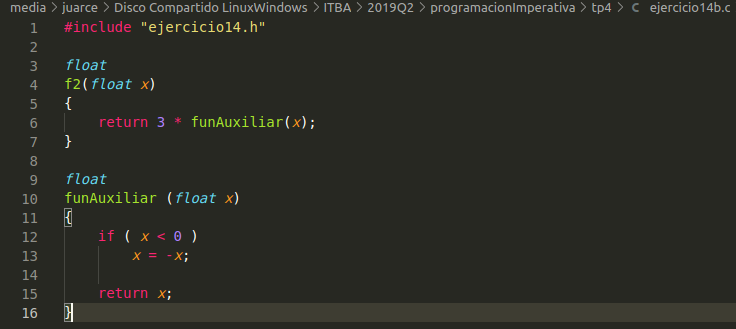 media > juarce > Disco Compartido LinuxWindows > ITBA > 2019Q2 > programacionImperativa > tp4 > C ejercicio14b.c
1 #include "ejercicio14.h"
2
3 float
4 f2(float x)
5 {
6     return 3 * funAuxiliar(x);
7 }
8
9 float
10 funAuxiliar (float x)
11 {
12     if ( x < 0 )
13         x = -x;
14
15     return x;
16 }